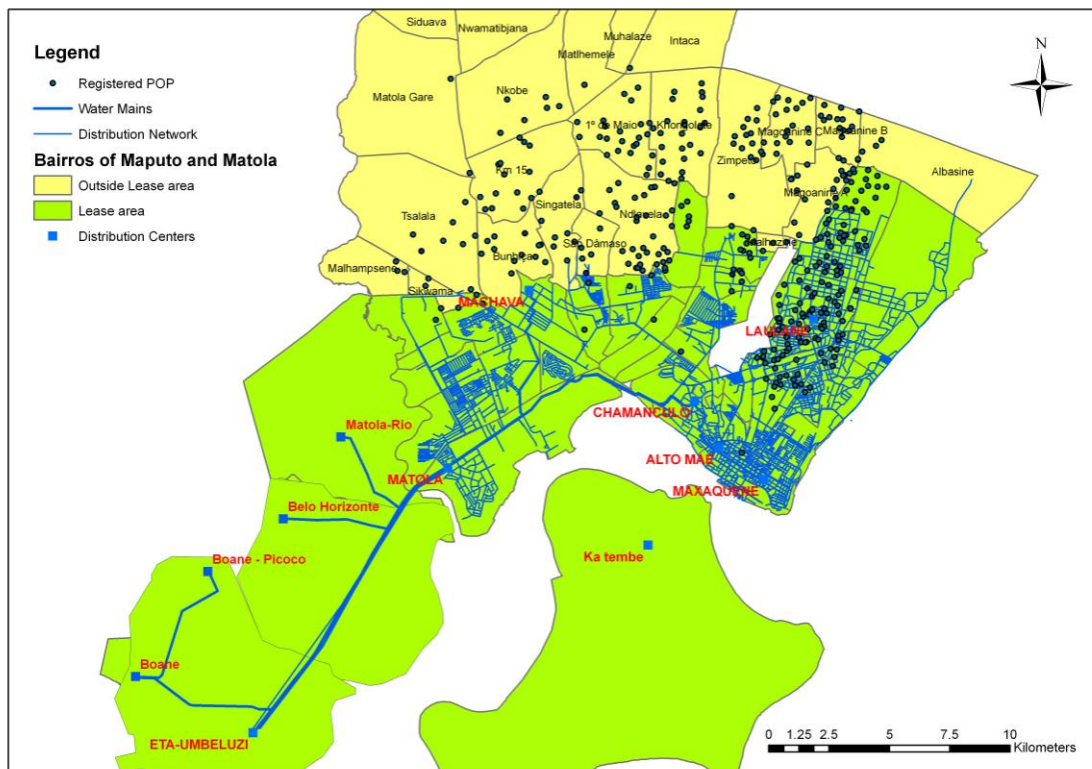 Legend
Registered POP
Water Mains
Distribution Network
Bairros of Maputo and Matola
Outside Lease area
Lease area
Distribution Centers
N
Siduava
Nwamatibjana
Muhalaze
Matlhemele
Intaca
Matola Gare
Nkobe
1º de Maio
Khongolote
Magoanine C
Magoanine B
Zimpeto
Km 15
Albasine
Magoanine A
Singatela
Ndlavela
Tsalala
São Dâmaso
Bunhiça
Malhampsene
Sikwama
MACHAVA
LAULANE
CHAMANCULO
Matola-Rio
ALTO MAE
MATOLA
MAXAQUENE
Belo Horizonte
Ka tembe
Boane - Picoco
Boane
ETA-UMBELUZI
0 1.25 2.5 5 7.5 10
Kilometers